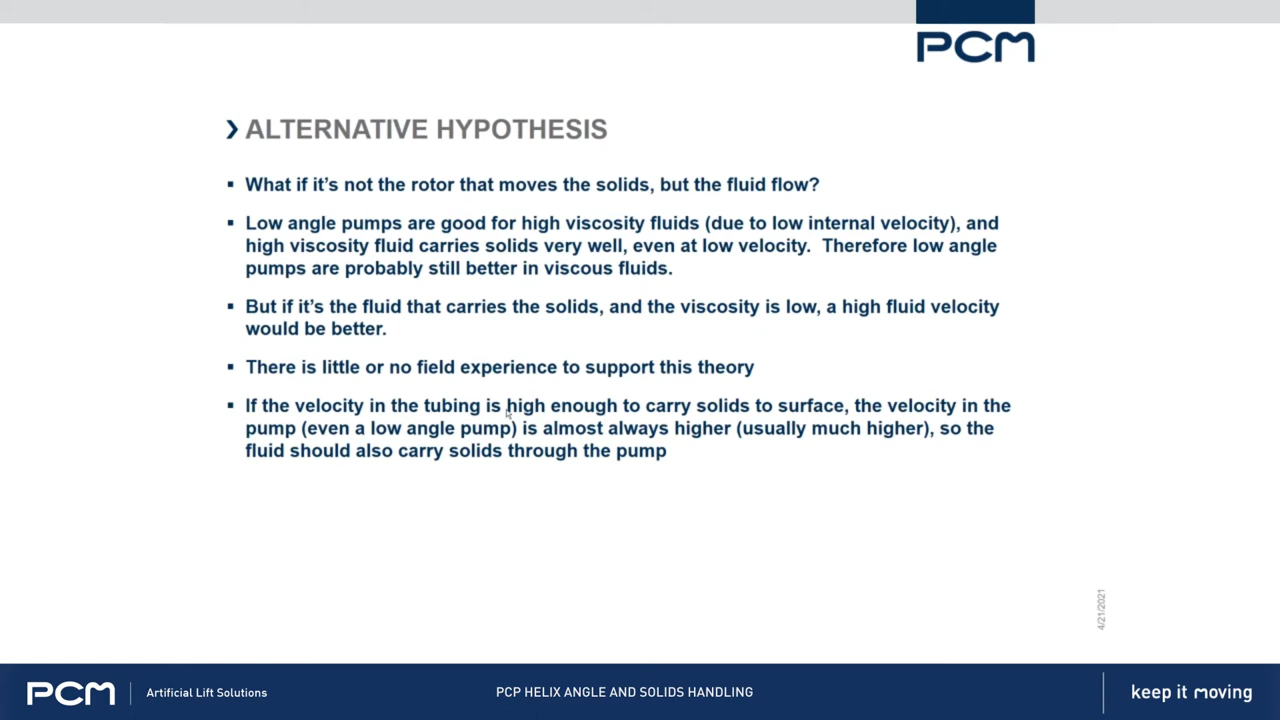 PCM
ALTERNATIVE HYPOTHESIS
What if it's not the rotor that moves the solids, but the fluid flow?
Low angle pumps are good for high viscosity fluids (due to low internal velocity), and
high viscosity fluid carries solids very well, even at low velocity.  Therefore low angle
pumps are probably still better in viscous fluids.
But if it's the fluid that carries the solids, and the viscosity is low, a high fluid velocity
would be better.
There is little or no field experience to support this theory
If the velocity in the tubing is high enough to carry solids to surface, the velocity in the
pump (even a low angle pump) is almost always higher (usually much higher), so the
fluid should also carry solids through the pump
4/21/2021
PCM
Artificial Lift Solutions
PCP HELIX ANGLE AND SOLIDS HANDLING
keep it moving